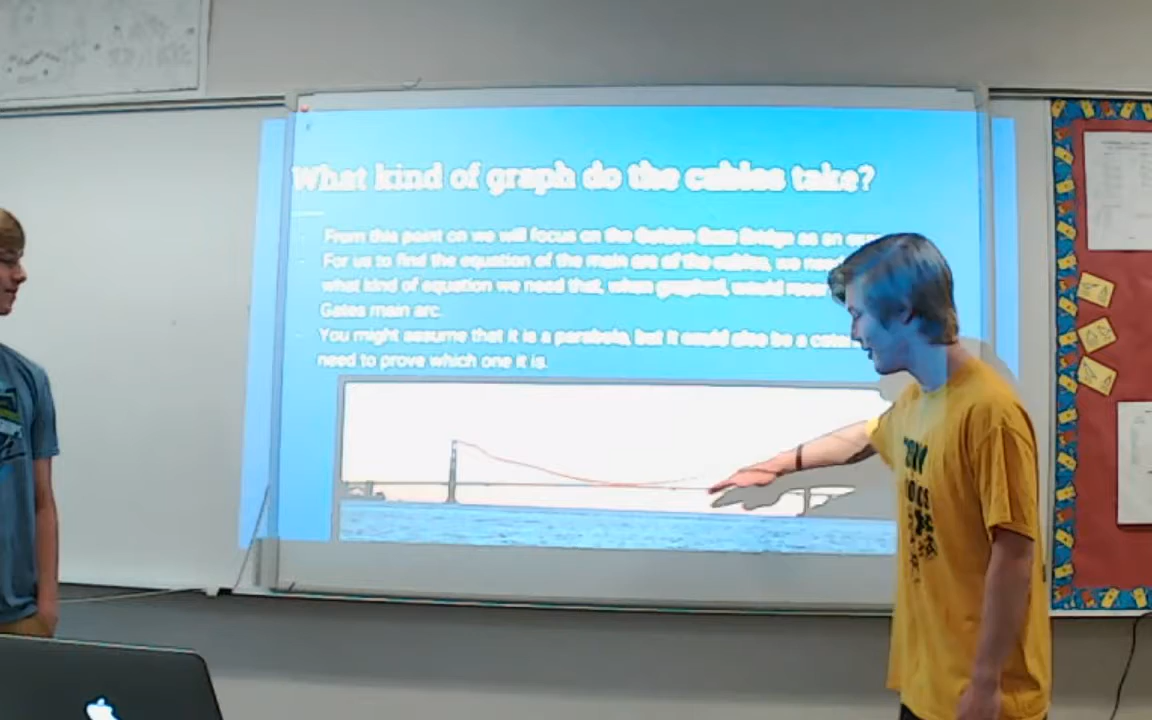 What kind of graph do the cables take?
From this point on we will focus on the Golden Gate Bridge as an
For us to find the equation of the main arc of the cables, we need
what kind of equation we need that, when graphed, would
Gates main arc.
You might assume that it is a parabola, but it could also be a
need to prove which one it is.